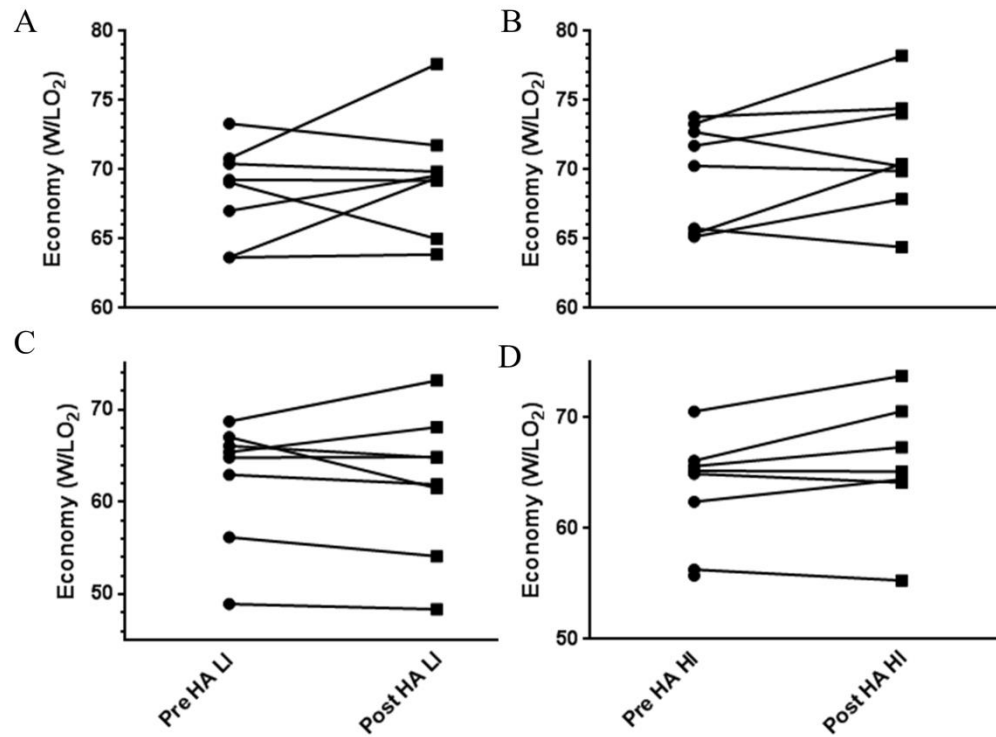 A
80
75
70
65
60
Economy (W/LO₂)
B
80
75
70
65
60
Economy (W/LO₂)
C
70
60
50
Economy (W/LO₂)
Pre HA LI
Post HA LI
D
70
60
50
Economy (W/LO₂)
Pre HA HI
Post HA HI